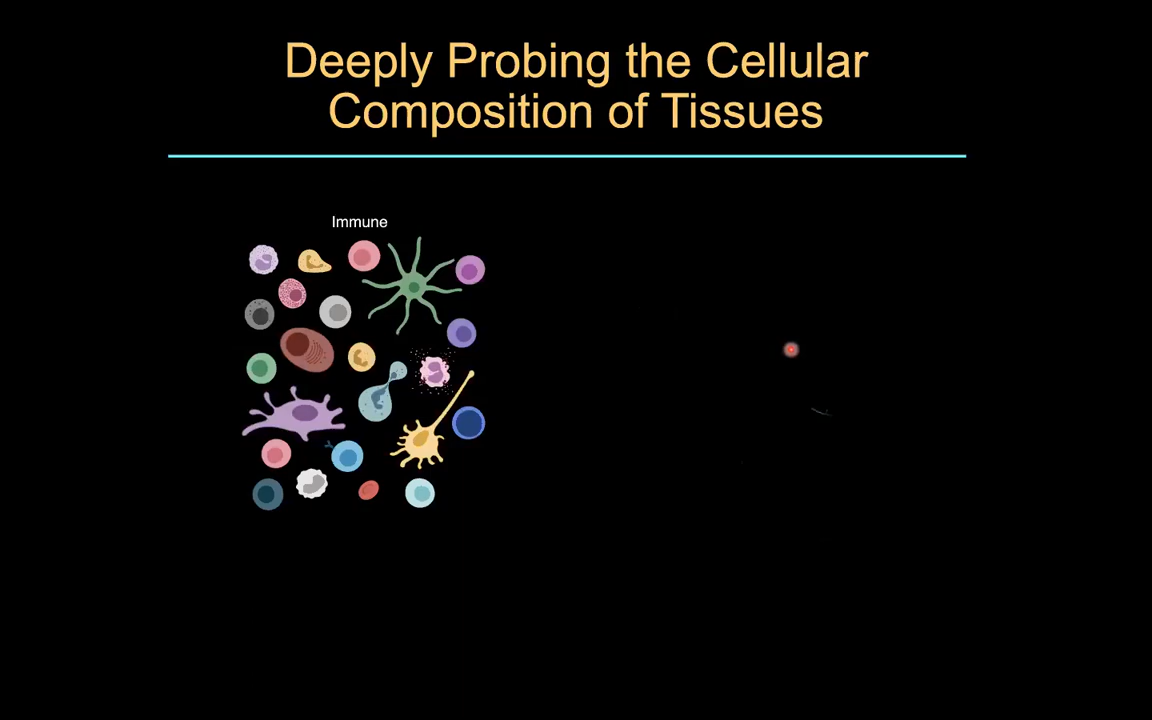 Deeply Probing the Cellular
Composition of Tissues
Immune